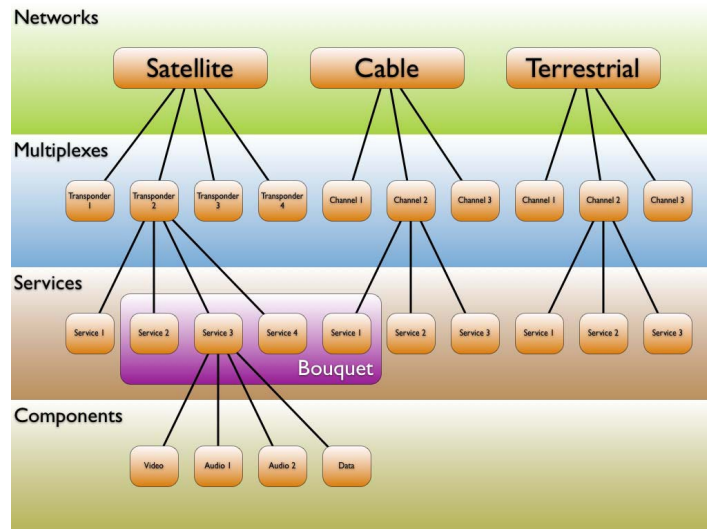 Networks
Satellite
Cable
Terrestrial
Multiplexes
Transponder
1
Transponder
2
Transponder
3
Transponder
4
Channel 1
Channel 2
Channel 3
Channel 1
Channel 2
Channel 3
Services
Service 1
Service 2
Service 3
Service 4
Service 1
Service 2
Service 3
Service 1
Service 2
Service 3
Bouquet
Components
Video
Audio 1
Audio 2
Data